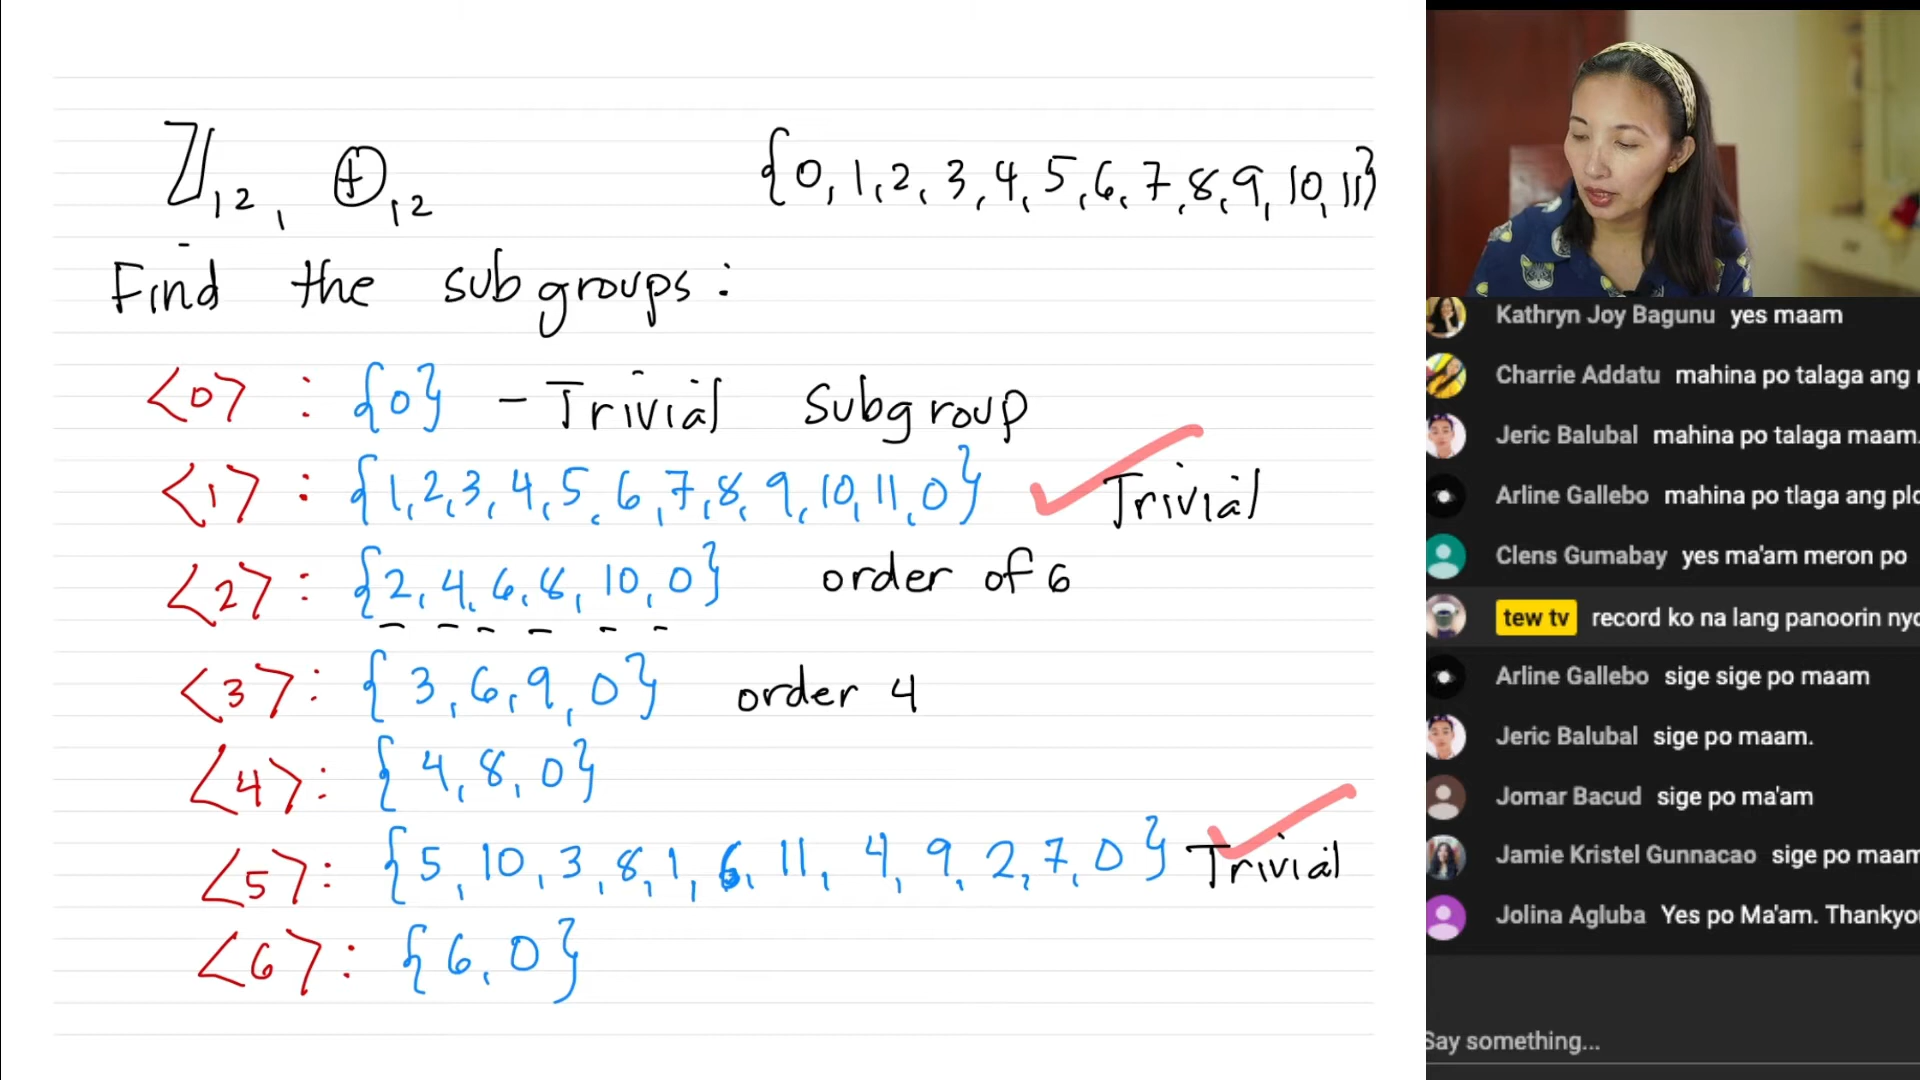 ℤ₁₂, ⊕₁₂ {0, 1, 2, 3, 4, 5, 6, 7, 8, 9, 10, 11}
Find the subgroups:
<0> : {0} - Trivial Subgroup
<1> : {1, 2, 3, 4, 5, 6, 7, 8, 9, 10, 11, 0} ✓ Trivial
<2> : {2, 4, 6, 8, 10, 0} order of 6
<3> : {3, 6, 9, 0} order 4
<4> : {4, 8, 0}
<5> : {5, 10, 3, 8, 1, 6, 11, 4, 9, 2, 7, 0} ✓ Trivial
<6> : {6, 0}
Kathryn Joy Bagunu yes maam
Charrie Addatu mahina po talaga ang
Jeric Balubal mahina po talaga maam.
Arline Gallebo mahina po tlaga ang
Clens Gumabay yes ma'am meron po
tew tv record ko na lang panoorin
Arline Gallebo sige sige po maam
Jeric Balubal sige po maam.
Jomar Bacud sige po ma'am
Jamie Kristel Gunnacao sige po maam
Jolina Agluba Yes po Ma'am.
Say something...